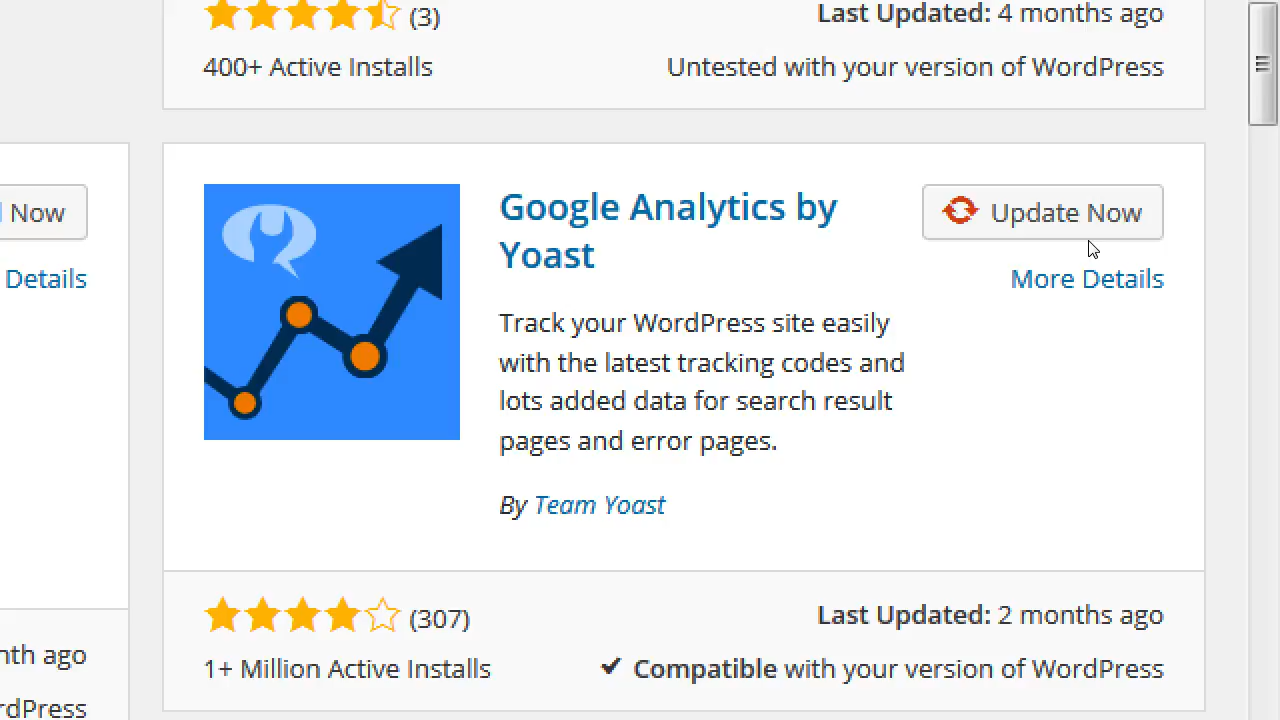 (3)
Last Updated: 4 months ago
400+ Active Installs
Untested with your version of WordPress
Now
Details
Google Analytics by
Yoast
Update Now
More Details
Track your WordPress site easily
with the latest tracking codes and
lots added data for search result
pages and error pages.
By Team Yoast
(307)
Last Updated: 2 months ago
1+ Million Active Installs
Compatible with your version of WordPress
nth ago
rdPress